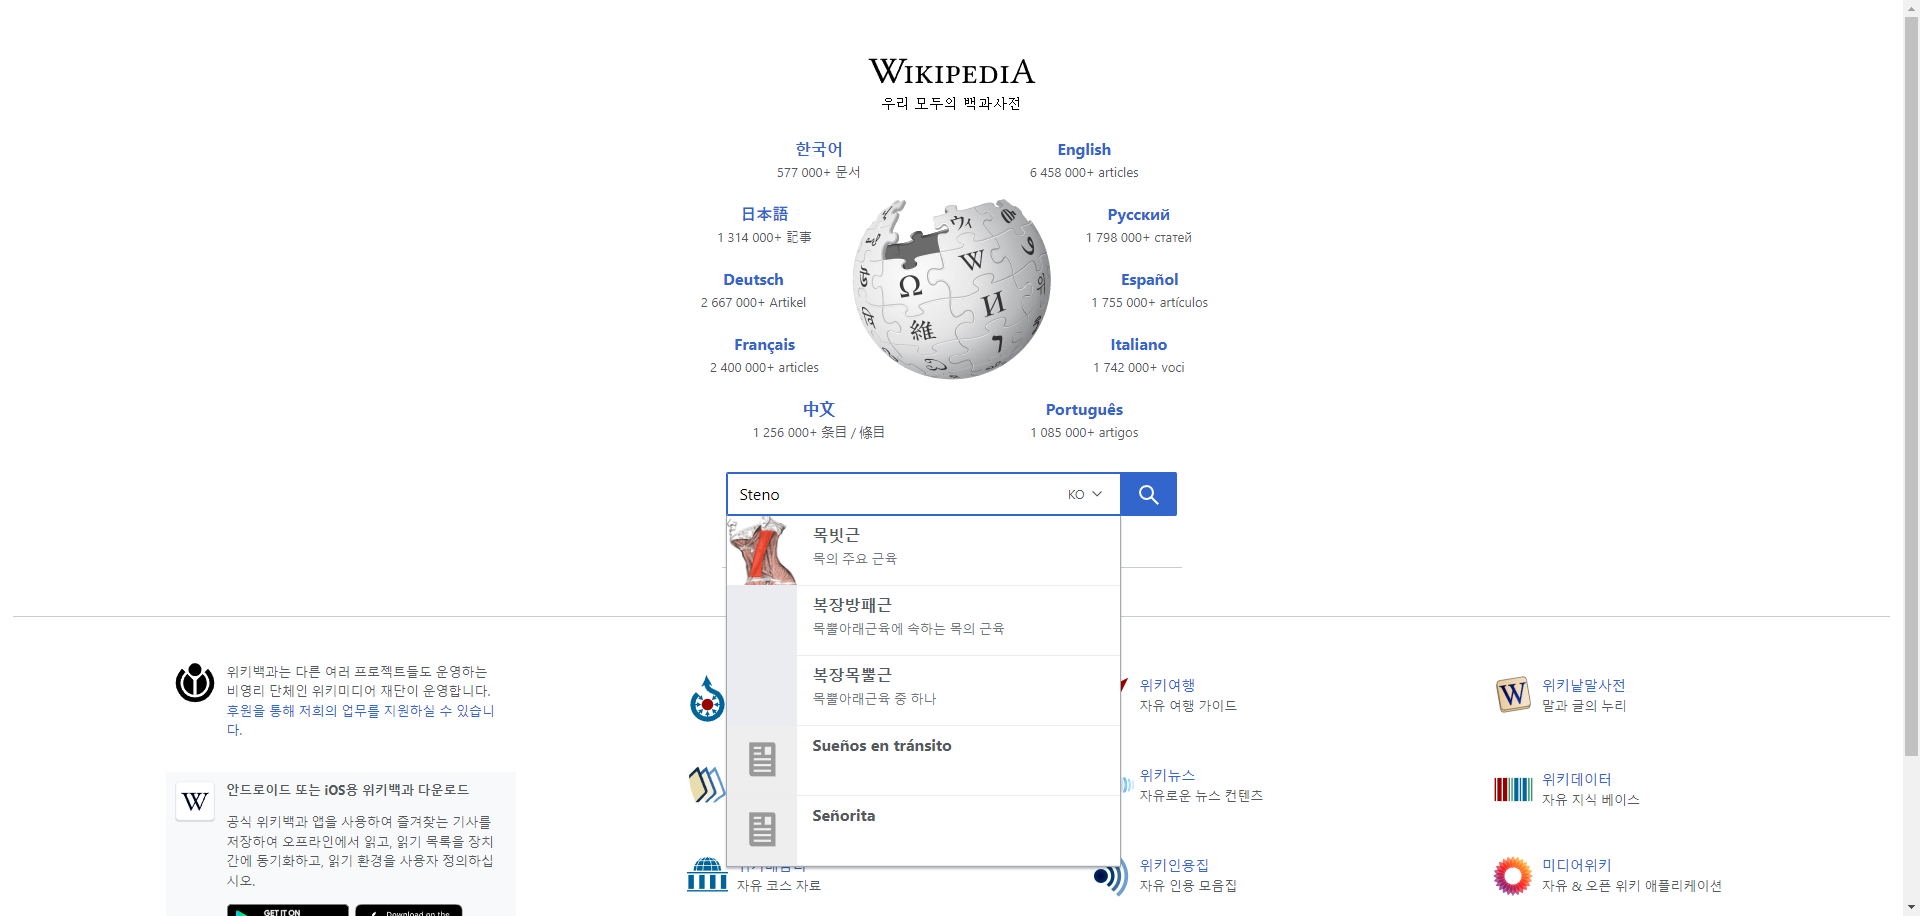 WIKIPEDIA
우리 모두의 백과사전
한국어
577 000+ 문서
English
6 458 000+ articles
日本語
1 314 000+ 記事
Русский
1 798 000+ статей
Deutsch
2 667 000+ Artikel
Español
1 755 000+ artículos
Français
2 400 000+ articles
Italiano
1 742 000+ voci
中文
1 256 000+ 条目 / 條目
Português
1 085 000+ artigos
Steno
KO
목빗근
목의 주요 근육
복장방패근
목뿔아래근육에 속하는 목의 근육
복장목뿔근
목뿔아래근육 중 하나
Sueños en tránsito
Señorita
위키백과는 다른 여러 프로젝트들도 운영하는
비영리 단체인 위키미디어 재단이 운영합니다.
후원을 통해 저희의 업무를 지원하실 수 있습니
다.
안드로이드 또는 iOS용 위키백과 다운로드
공식 위키백과 앱을 사용하여 즐겨찾는 기사를
저장하여 오프라인에서 읽고, 읽기 목록을 장치
간에 동기화하고, 읽기 환경을 사용자 정의하십
시오.
GET IT ON
Download on the
자유 코스 자료
위키여행
자유 여행 가이드
위키뉴스
자유로운 뉴스 컨텐츠
위키인용집
자유 인용 모음집
위키낱말사전
말과 글의 누리
위키데이터
자유 지식 베이스
미디어위키
자유 & 오픈 위키 애플리케이션